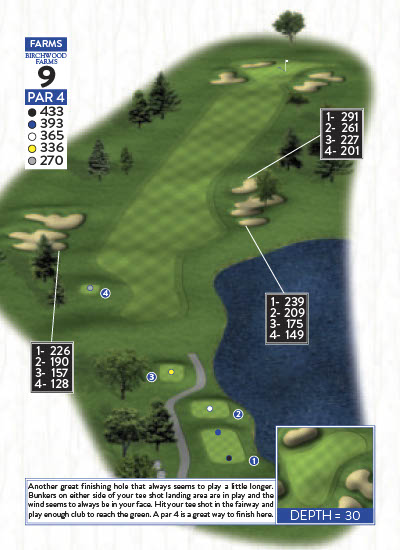 FARMS
BIRCHWOOD
FARMS
9
PAR 4
433
393
365
336
270
1- 291
2- 261
3- 227
4- 201
1- 239
2- 209
3- 175
4- 149
4
1- 226
2- 190
3- 157
4- 128
3
2
1
Another great finishing hole that always seems to play a little longer.
Bunkers on either side of your tee shot landing area are in play and the
wind seems to always be in your face. Hit your tee shot in the fairway and
play enough club to reach the green. A par 4 is a great way to finish here.
DEPTH = 30